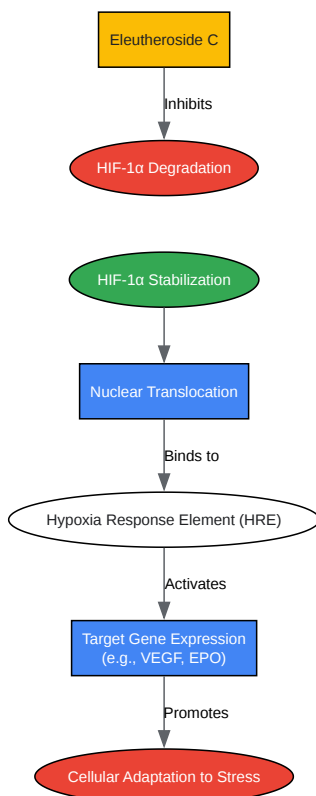 Eleutheroside C
Inhibits
HIF-1α Degradation
HIF-1α Stabilization
Nuclear Translocation
Binds to
Hypoxia Response Element (HRE)
Activates
Target Gene Expression
(e.g., VEGF, EPO)
Promotes
Cellular Adaptation to Stress